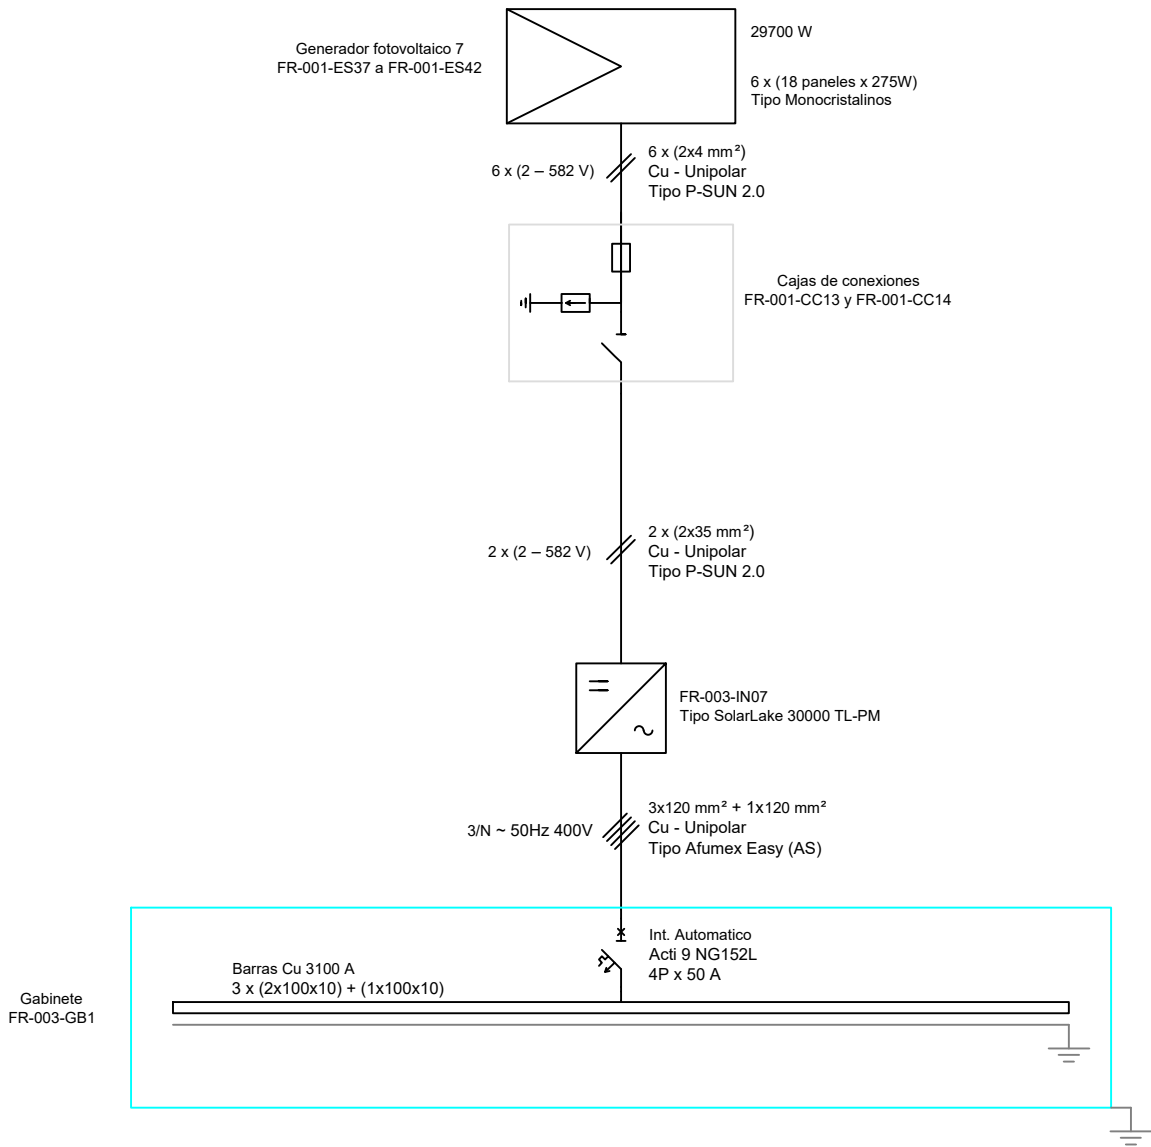 Generador fotovoltaico 7
FR-001-ES37 a FR-001-ES42
29700 W
6 x (18 paneles x 275W)
Tipo Monocristalinos
6 x (2 – 582 V)
6 x (2x4 mm²)
Cu - Unipolar
Tipo P-SUN 2.0
Cajas de conexiones
FR-001-CC13 y FR-001-CC14
2 x (2 – 582 V)
2 x (2x35 mm²)
Cu - Unipolar
Tipo P-SUN 2.0
FR-003-IN07
Tipo SolarLake 30000 TL-PM
3/N ~ 50Hz 400V
3x120 mm² + 1x120 mm²
Cu - Unipolar
Tipo Afumex Easy (AS)
Int. Automatico
Acti 9 NG152L
4P x 50 A
Barras Cu 3100 A
3 x (2x100x10) + (1x100x10)
Gabinete
FR-003-GB1